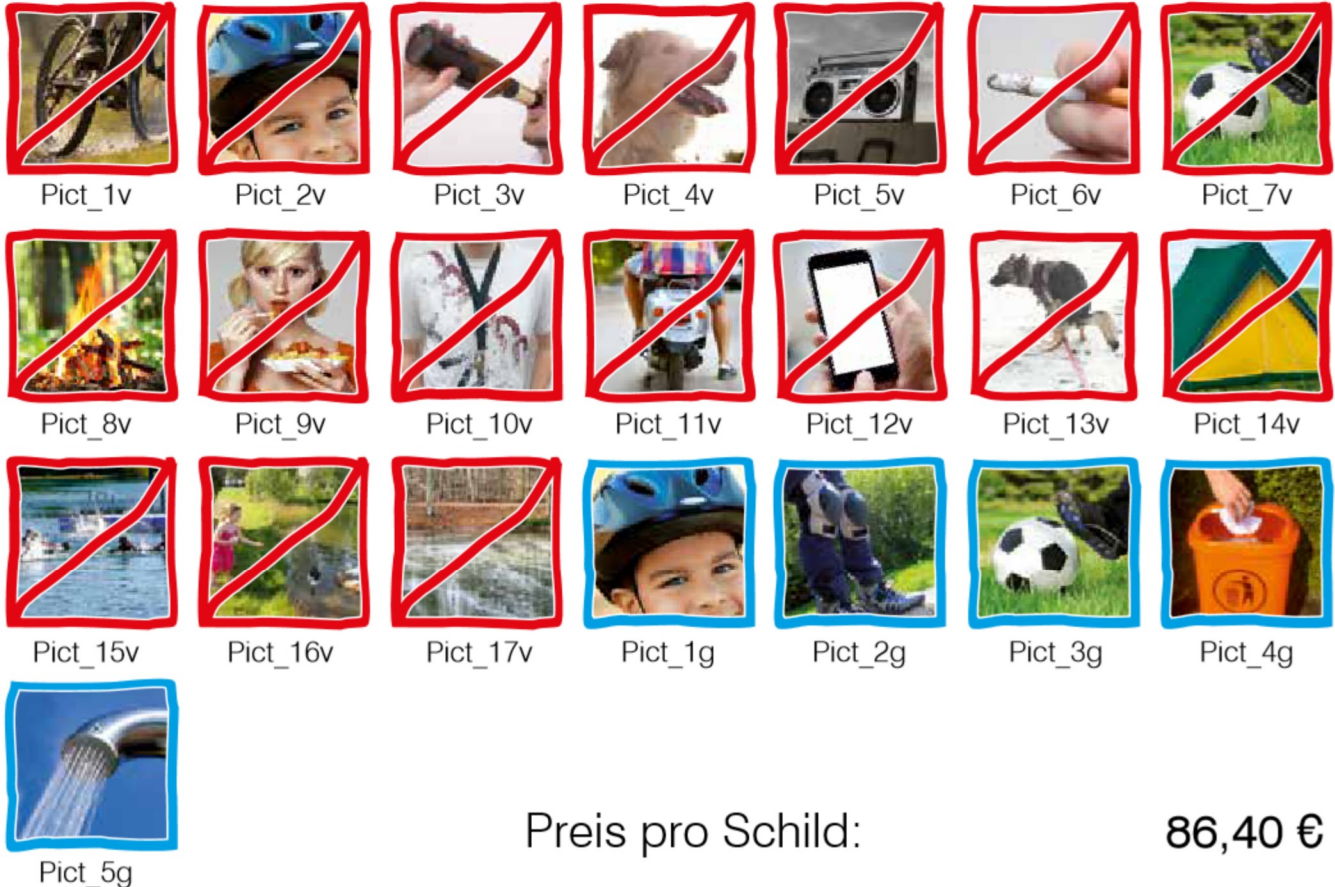 Pict_1v
Pict_2v
Pict_3v
Pict_4v
Pict_5v
Pict_6v
Pict_7v
Pict_8v
Pict_9v
Pict_10v
Pict_11v
Pict_12v
Pict_13v
Pict_14v
Pict_15v
Pict_16v
Pict_17v
Pict_1g
Pict_2g
Pict_3g
Pict_4g
Pict_5g
Preis pro Schild: 86,40 €